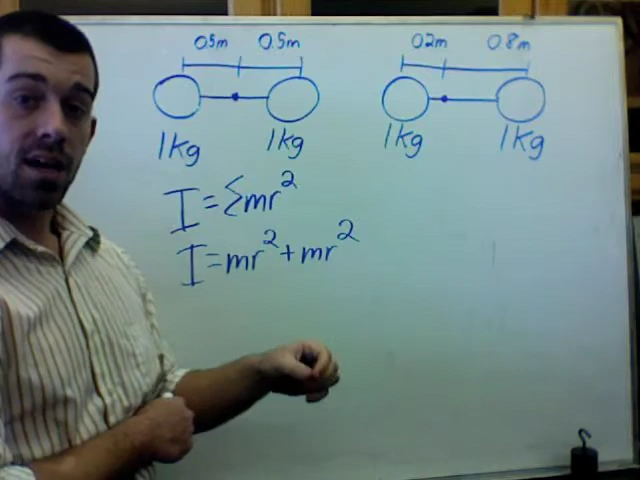 0.5m 0.5m 0.2m 0.8m
1kg 1kg 1kg 1kg
I=Σmr²
I=mr²+mr²